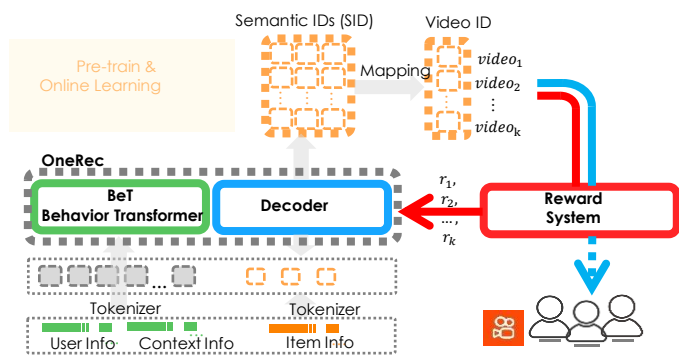 Semantic IDs (SID)
Video ID
Pre-train &
Online Learning
Mapping
video₁
video₂
⋮
videoₖ
OneRec
BeT
Behavior Transformer
Decoder
r₁,
r₂,
...,
rₖ
Reward
System
...
Tokenizer
Tokenizer
User Info
Context Info
Item Info